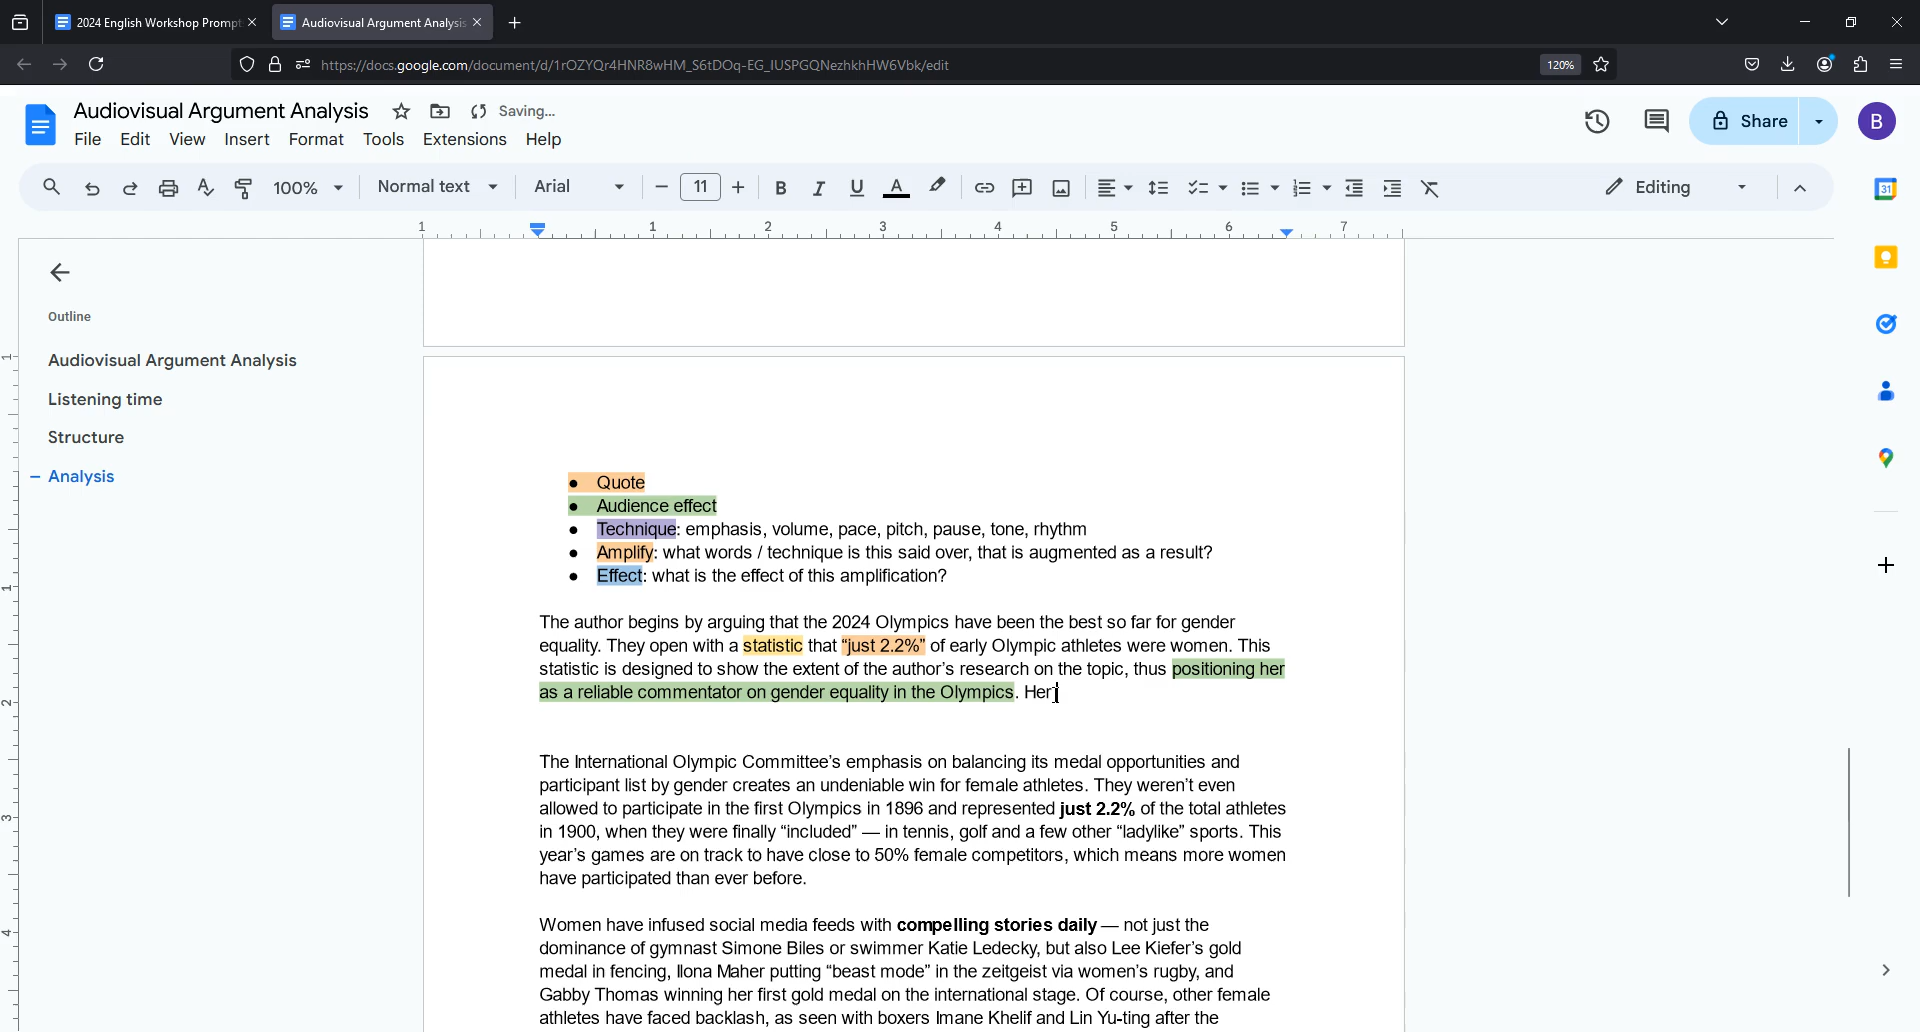 2024 English Workshop Prompt
Audiovisual Argument Analysis
https://docs.google.com/document/d/1rOZYQr4HNR8wHM_S6tDOq-EG_IUSPGQNezhkhHW6Vbk/edit
120%
Audiovisual Argument Analysis
Saving...
File Edit View Insert Format Tools Extensions Help
Share
B
100%
Normal text
Arial
11
B I U A
Editing
31
1 1 2 3 4 5 6 7
Outline
Audiovisual Argument Analysis
Listening time
Structure
Analysis
1
1
2
3
4
● Quote
● Audience effect
● Technique: emphasis, volume, pace, pitch, pause, tone, rhythm
● Amplify: what words / technique is this said over, that is augmented as a result?
● Effect: what is the effect of this amplification?
The author begins by arguing that the 2024 Olympics have been the best so far for gender
equality. They open with a statistic that “just 2.2%” of early Olympic athletes were women. This
statistic is designed to show the extent of the author’s research on the topic, thus positioning her
as a reliable commentator on gender equality in the Olympics. Her
The International Olympic Committee’s emphasis on balancing its medal opportunities and
participant list by gender creates an undeniable win for female athletes. They weren’t even
allowed to participate in the first Olympics in 1896 and represented just 2.2% of the total athletes
in 1900, when they were finally “included” — in tennis, golf and a few other “ladylike” sports. This
year’s games are on track to have close to 50% female competitors, which means more women
have participated than ever before.
Women have infused social media feeds with compelling stories daily — not just the
dominance of gymnast Simone Biles or swimmer Katie Ledecky, but also Lee Kiefer’s gold
medal in fencing, Ilona Maher putting “beast mode” in the zeitgeist via women’s rugby, and
Gabby Thomas winning her first gold medal on the international stage. Of course, other female
athletes have faced backlash, as seen with boxers Imane Khelif and Lin Yu-ting after the